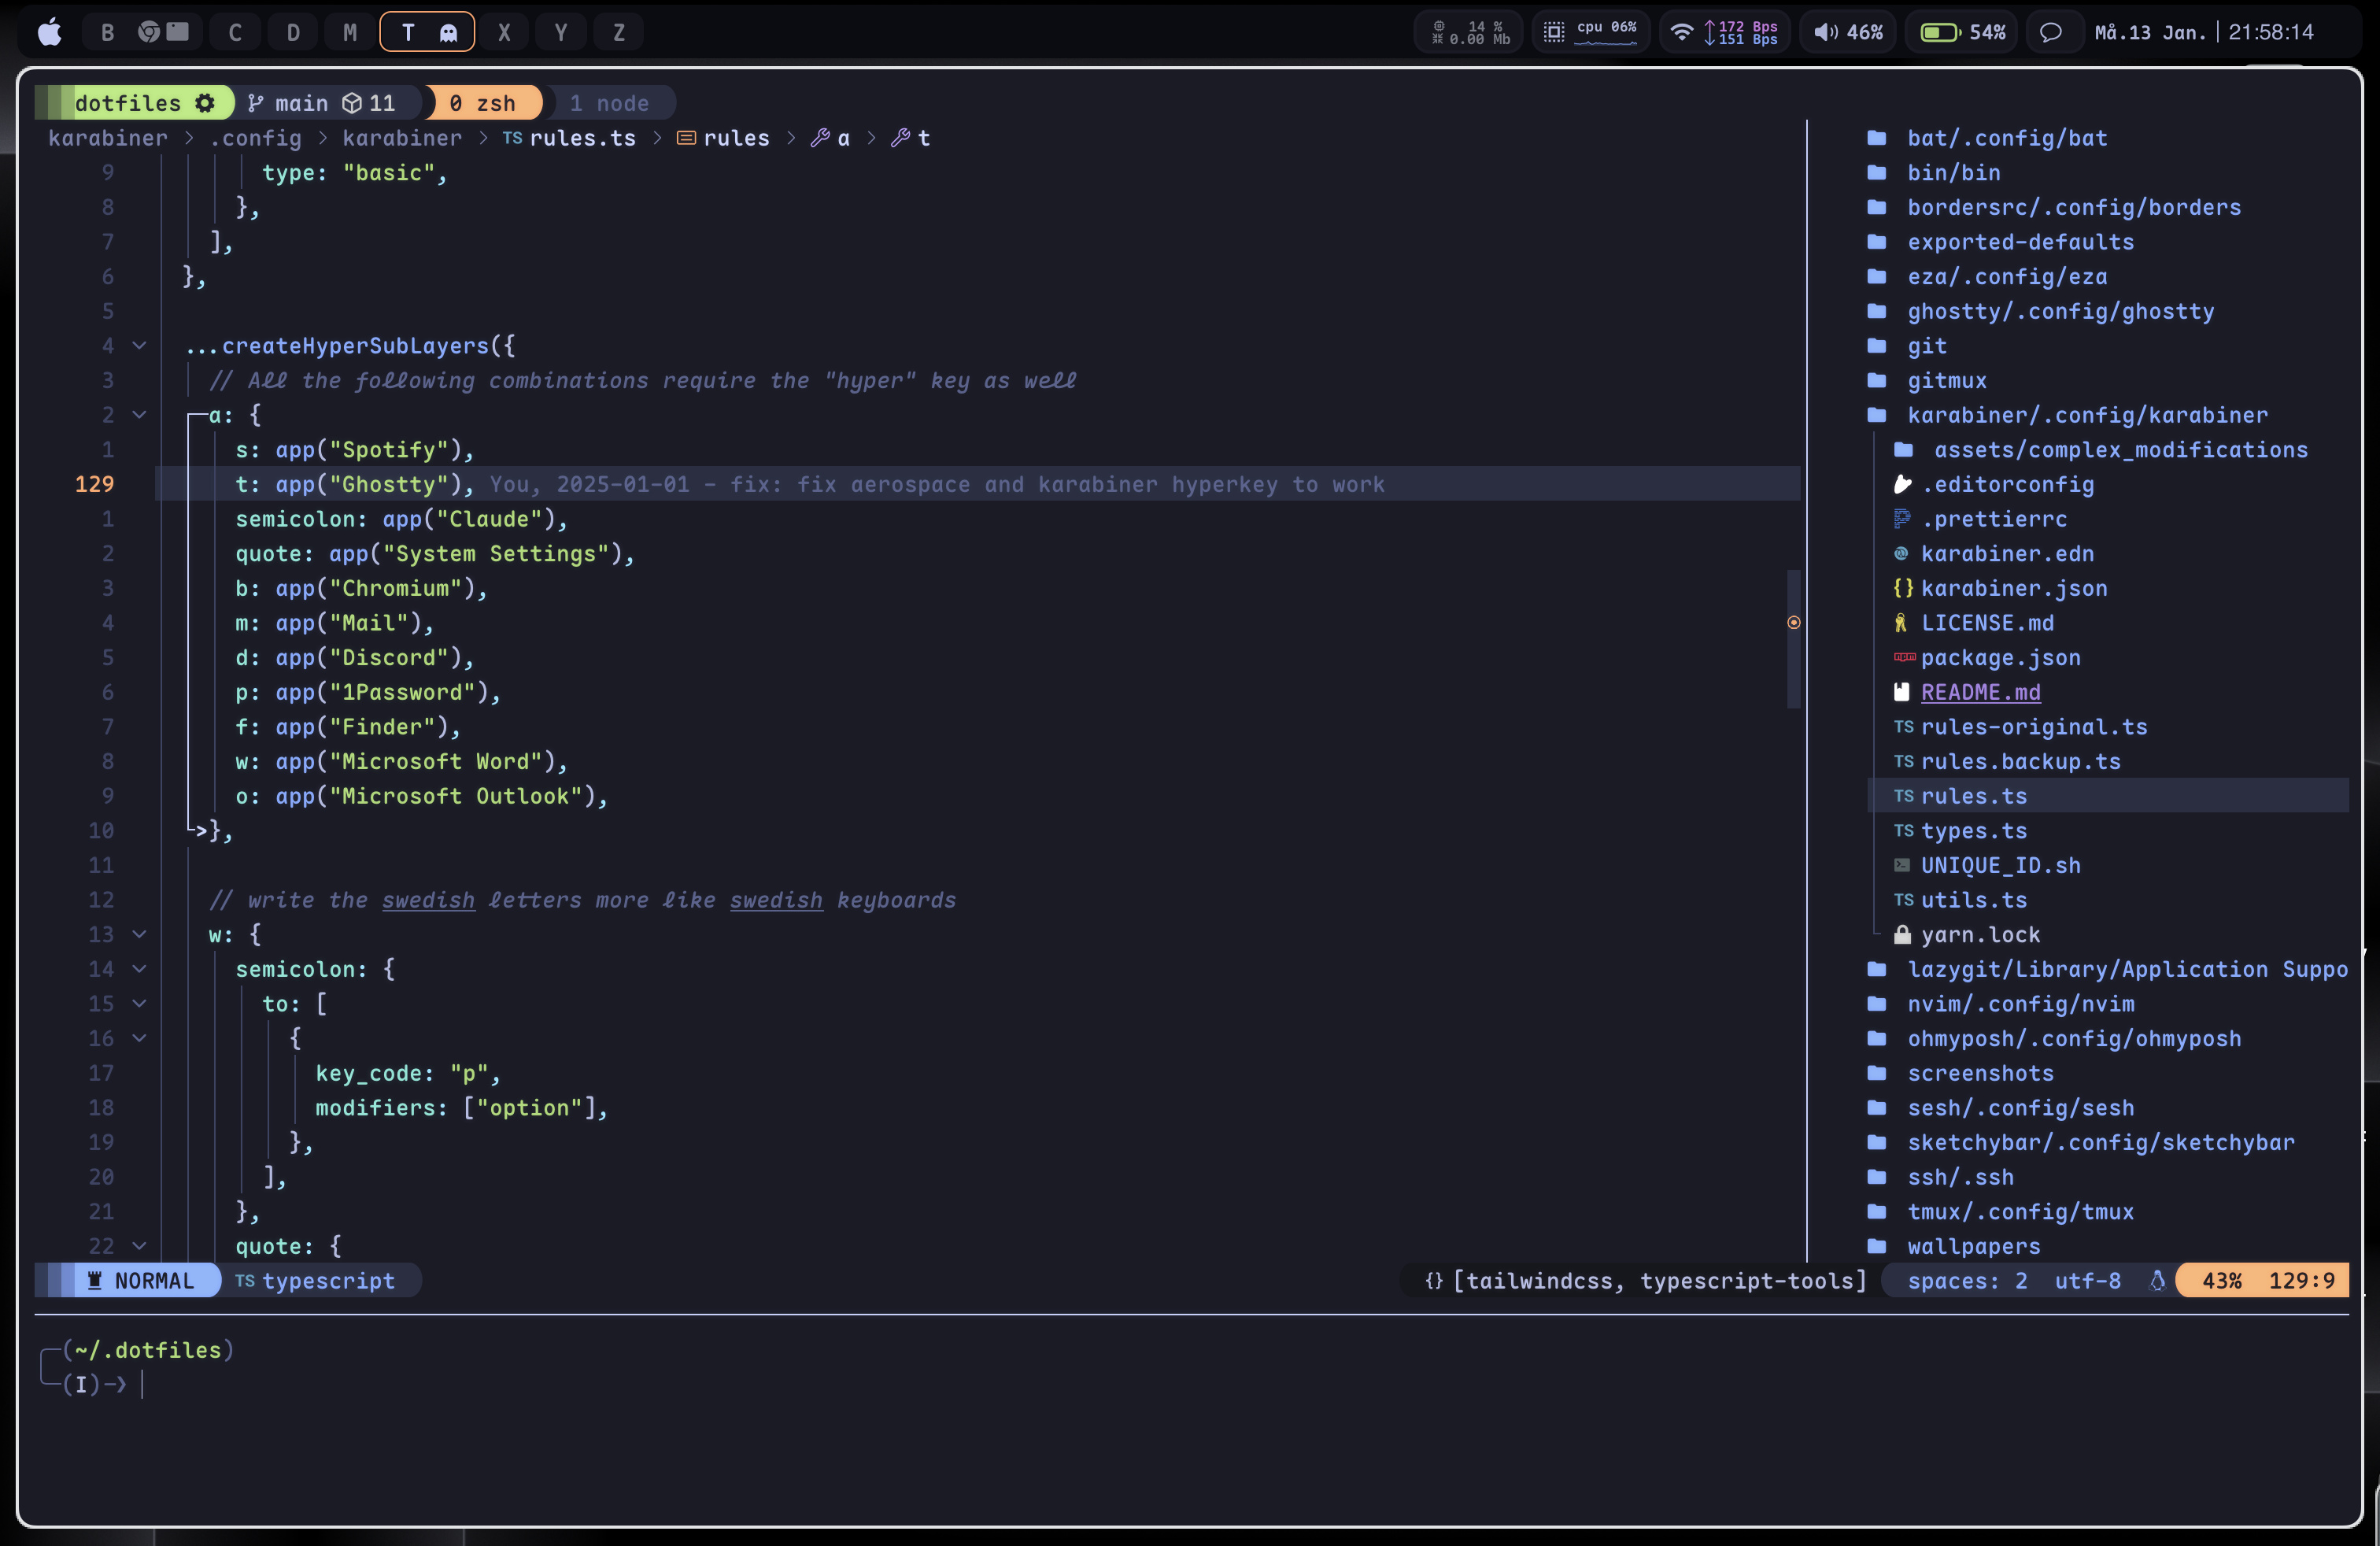 B C D M T X Y Z 14 % 0.00 Mb cpu 06% 172 Bps 151 Bps 46% 54% Må.13 Jan. 21:58:14
dotfiles main 11 0 zsh 1 node
karabiner > .config > karabiner > TS rules.ts > rules > a > t
9 type: "basic",
8 },
7 ],
6 },
5
4 ...createHyperSubLayers({
3 // All the following combinations require the "hyper" key as well
2 a: {
1 s: app("Spotify"),
129 t: app("Ghostty"), You, 2025-01-01 - fix: fix aerospace and karabiner hyperkey to work
1 semicolon: app("Claude"),
2 quote: app("System Settings"),
3 b: app("Chromium"),
4 m: app("Mail"),
5 d: app("Discord"),
6 p: app("1Password"),
7 f: app("Finder"),
8 w: app("Microsoft Word"),
9 o: app("Microsoft Outlook"),
10 >},
11
12 // write the swedish letters more like swedish keyboards
13 w: {
14 semicolon: {
15 to: [
16 {
17 key_code: "p",
18 modifiers: ["option"],
19 },
20 ],
21 },
22 quote: {
bat/.config/bat
bin/bin
bordersrc/.config/borders
exported-defaults
eza/.config/eza
ghostty/.config/ghostty
git
gitmux
karabiner/.config/karabiner
assets/complex_modifications
.editorconfig
.prettierrc
karabiner.edn
{} karabiner.json
LICENSE.md
package.json
README.md
TS rules-original.ts
TS rules.backup.ts
TS rules.ts
TS types.ts
UNIQUE_ID.sh
TS utils.ts
yarn.lock
lazygit/Library/Application Suppo
nvim/.config/nvim
ohmyposh/.config/ohmyposh
screenshots
sesh/.config/sesh
sketchybar/.config/sketchybar
ssh/.ssh
tmux/.config/tmux
wallpapers
NORMAL TS typescript {} [tailwindcss, typescript-tools] spaces: 2 utf-8 43% 129:9
(~/.dotfiles)
(I)->